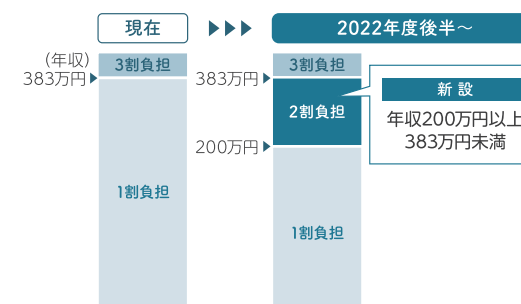 現在
2022年度後半～
（年収）
383万円
3割負担
1割負担
383万円
200万円
3割負担
2割負担
1割負担
新設
年収200万円以上
383万円未満